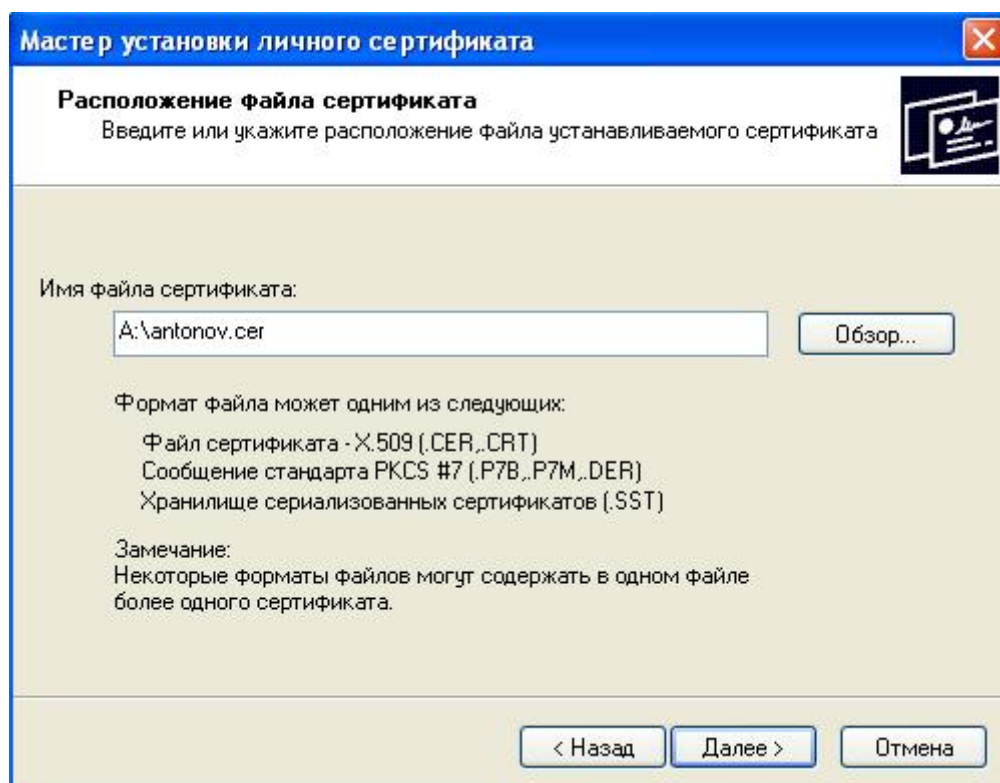 Мастер установки личного сертификата
Расположение файла сертификата
Введите или укажите расположение файла устанавливаемого сертификата
Имя файла сертификата:
A:\antonov.cer
Обзор...
Формат файла может одним из следующих:
Файл сертификата - X.509 (.CER,.CRT)
Сообщение стандарта PKCS #7 (.P7B,.P7M,.DER)
Хранилище сериализованных сертификатов (.SST)
Замечание:
Некоторые форматы файлов могут содержать в одном файле
более одного сертификата.
< Назад
Далее >
Отмена